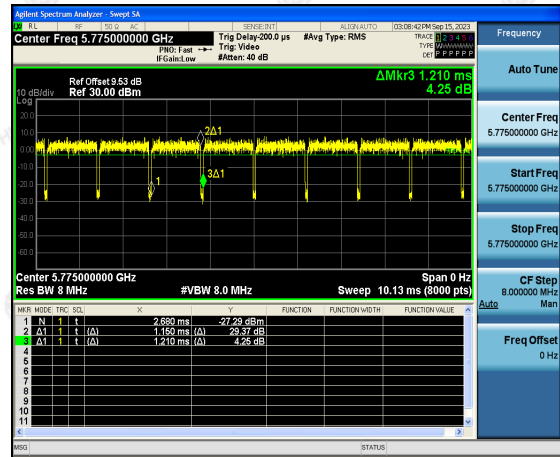 Agilent Spectrum Analyzer - Swept SA
RL RF 50 Ω AC SENSE:INT ALIGN AUTO 03:08:42 PM Sep 15, 2023
Center Freq 5.775000000 GHz
PNO: Fast
IFGain:Low
Trig Delay-200.0 µs
Trig: Video
#Atten: 40 dB
#Avg Type: RMS
TRACE 1 2 3 4 5 6
TYPE WWWWWW
DET P P P P P P
Frequency
ΔMkr3 1.210 ms
4.25 dB
Ref Offset 9.53 dB
10 dB/div Ref 30.00 dBm
Log
20.0
10.0
0.00
-10.0
-20.0
-30.0
-40.0
-50.0
-60.0
2Δ1
1
3Δ1
Center 5.775000000 GHz Span 0 Hz
Res BW 8 MHz #VBW 8.0 MHz Sweep 10.13 ms (8000 pts)
MKR MODE TRC SCL X Y FUNCTION FUNCTION WIDTH FUNCTION VALUE
1 N 1 t 2.680 ms -27.29 dBm
2 Δ1 1 t (Δ) 1.150 ms (Δ) 29.37 dB
3 Δ1 1 t (Δ) 1.210 ms (Δ) 4.25 dB
4
5
6
7
8
9
10
11
MSG STATUS
Auto Tune
Center Freq
5.775000000 GHz
Start Freq
5.775000000 GHz
Stop Freq
5.775000000 GHz
CF Step
8.000000 MHz
Auto Man
Freq Offset
0 Hz